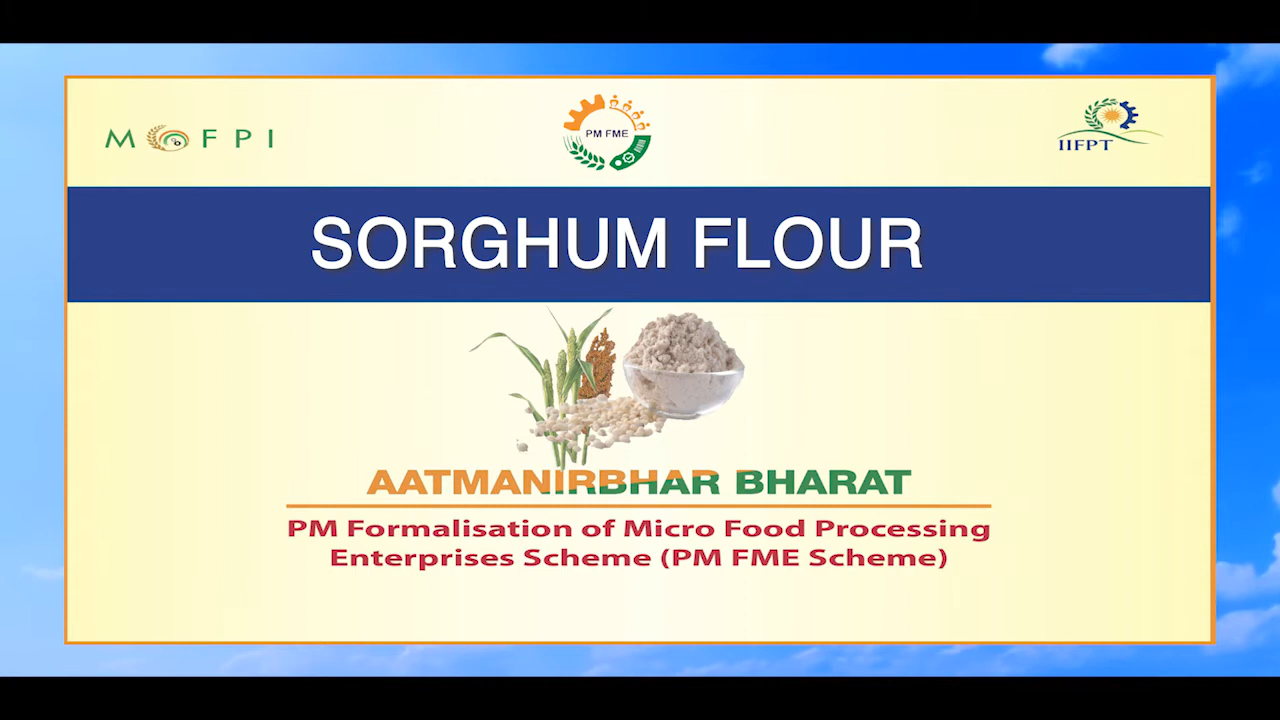 MOFPI
PM FME
IIFPT
SORGHUM FLOUR
AATMANIRBHAR BHARAT
PM Formalisation of Micro Food Processing
Enterprises Scheme (PM FME Scheme)